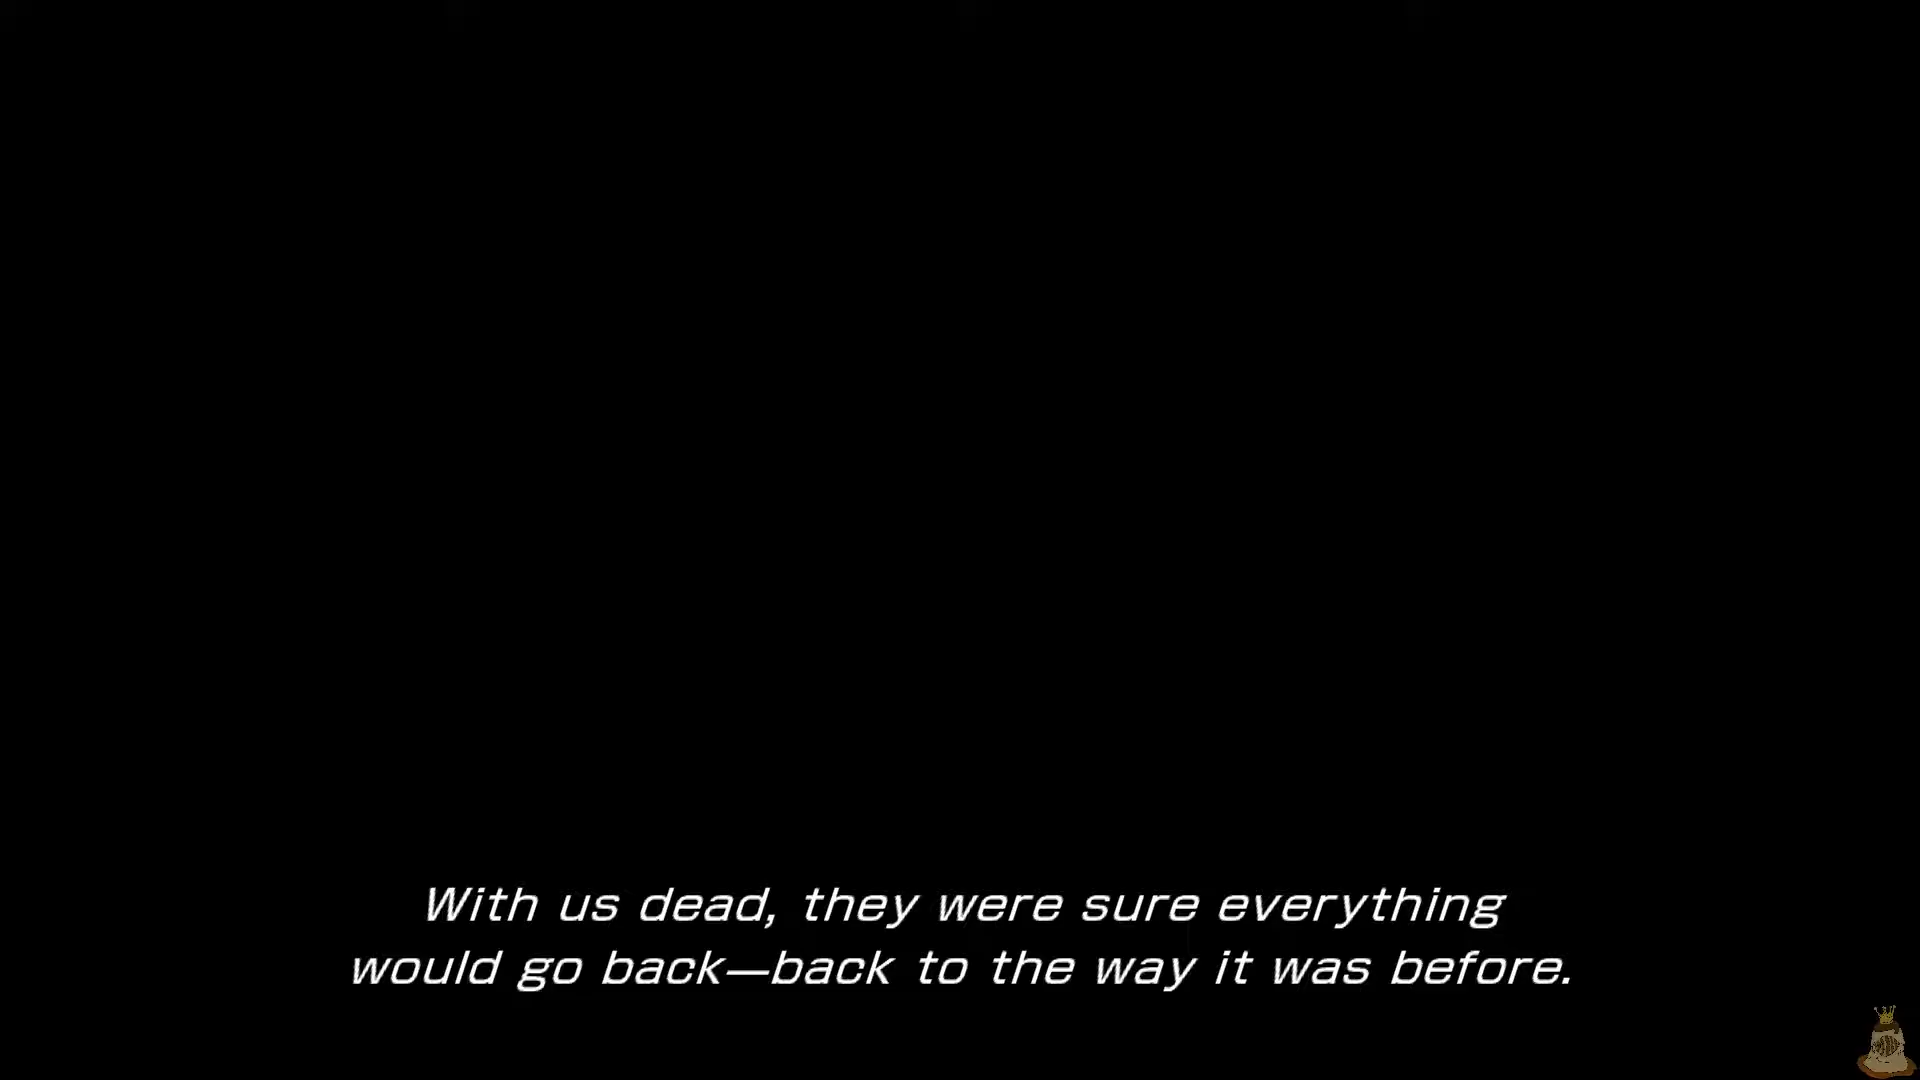 With us dead, they were sure everything
would go back—back to the way it was before.